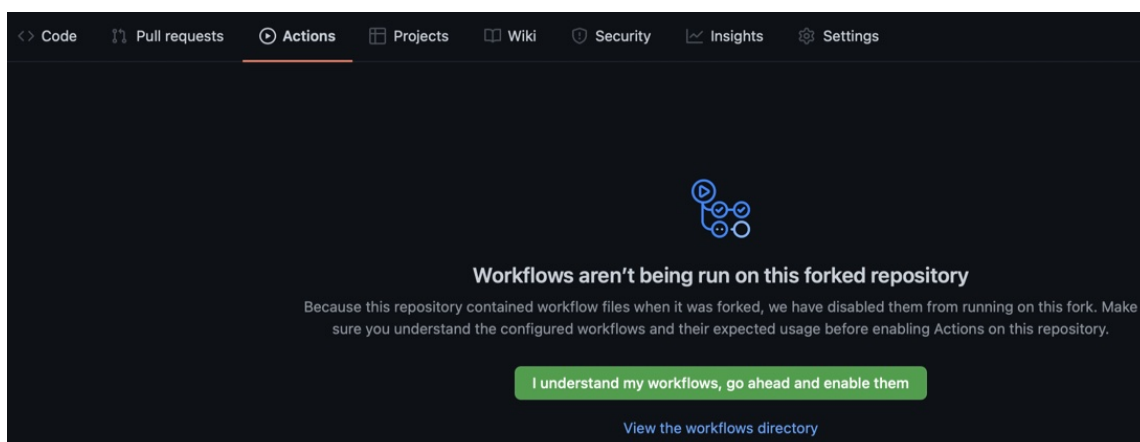 <> Code Pull requests Actions Projects Wiki Security Insights Settings
Workflows aren't being run on this forked repository
Because this repository contained workflow files when it was forked, we have disabled them from running on this fork. Make
sure you understand the configured workflows and their expected usage before enabling Actions on this repository.
I understand my workflows, go ahead and enable them
View the workflows directory